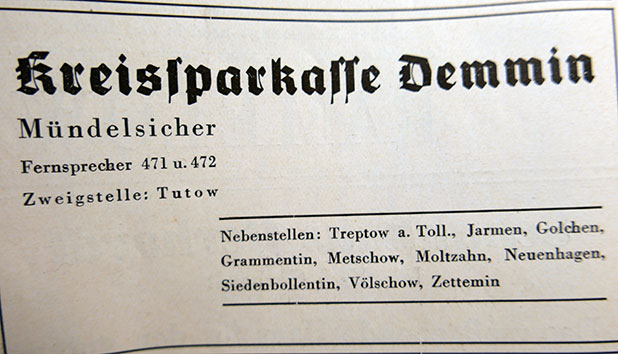 Kreissparkasse Demmin
Mündelsicher
Fernsprecher 471 u. 472
Zweigstelle: Tutow
Nebenstellen: Treptow a. Toll., Jarmen, Golchen,
Grammentin, Metschow, Moltzahn, Neuenhagen,
Siedenbollentin, Völschow, Zettemin